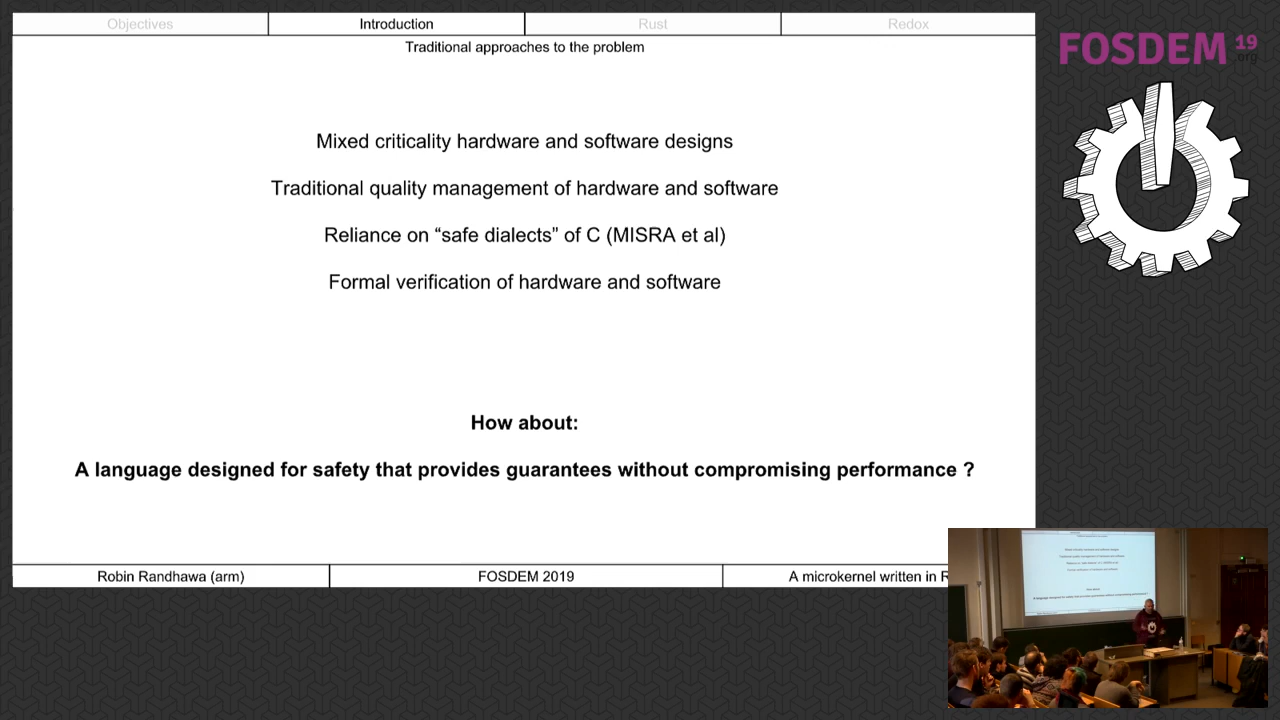 Objectives
Introduction
Rust
Redox
Traditional approaches to the problem
Mixed criticality hardware and software designs
Traditional quality management of hardware and software
Reliance on “safe dialects” of C (MISRA et al)
Formal verification of hardware and software
How about:
A language designed for safety that provides guarantees without compromising performance ?
Robin Randhawa (arm)
FOSDEM 2019
A microkernel written in R
FOSDEM 19
.org